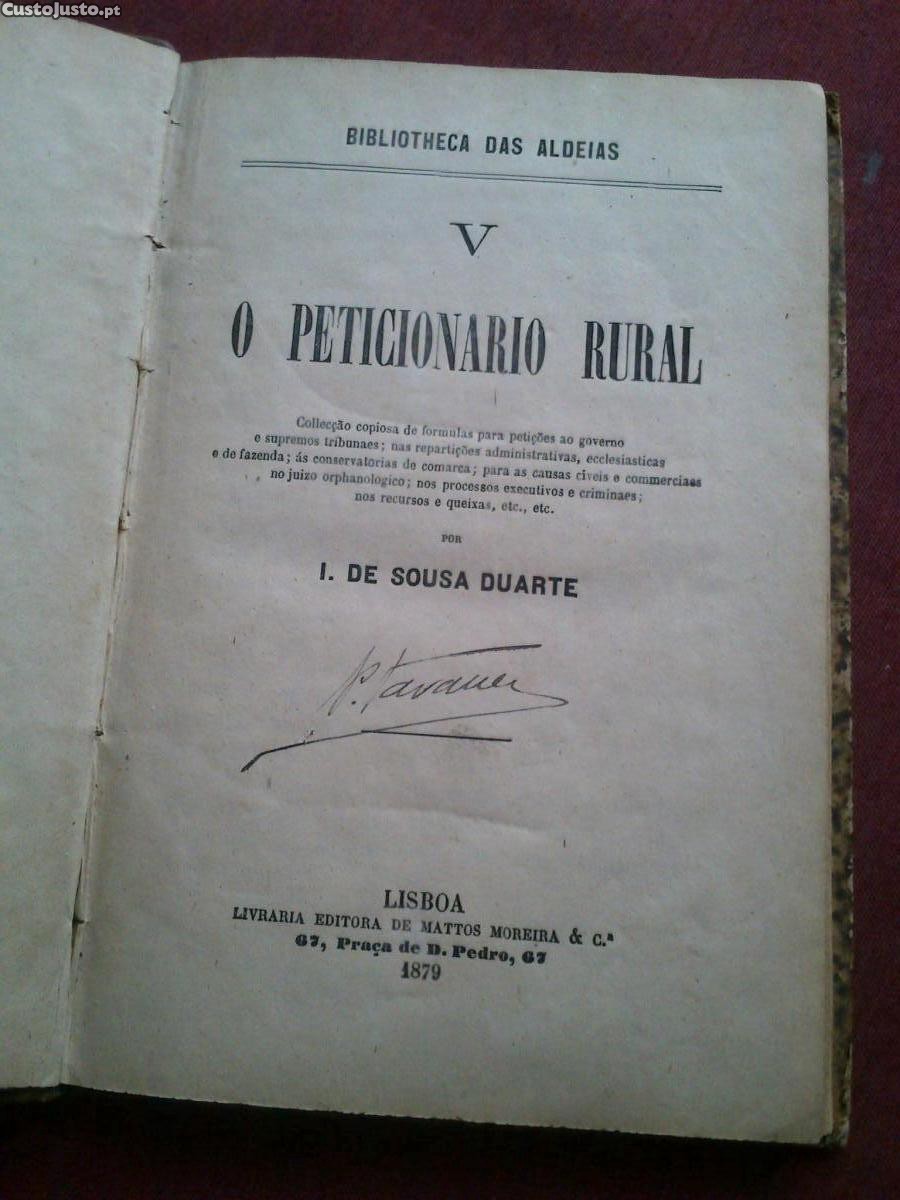 CustoJusto.pt
BIBLIOTHECA DAS ALDEIAS
V
O PETICIONARIO RURAL
Collecção copiosa de formulas para petições ao governo
e supremos tribunaes; nas repartições administrativas, ecclesiasticas
e de fazenda; ás conservatorias de comarca; para as causas civeis e commerciaes
no juizo orphanologico; nos processos executivos e criminaes;
nos recursos e queixas, etc., etc.
POR
I. DE SOUSA DUARTE
LISBOA
LIVRARIA EDITORA DE MATTOS MOREIRA & C.ª
67, Praça de D. Pedro, 67
1879